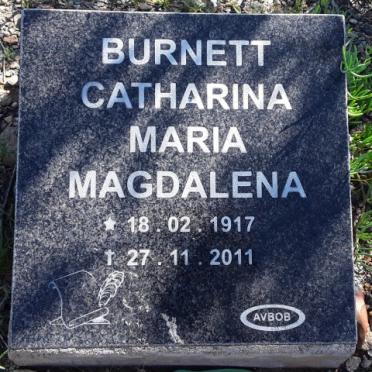 BURNETT
CATHARINA
MARIA
MAGDALENA
★ 18 . 02 . 1917
† 27 . 11 . 2011
AVBOB